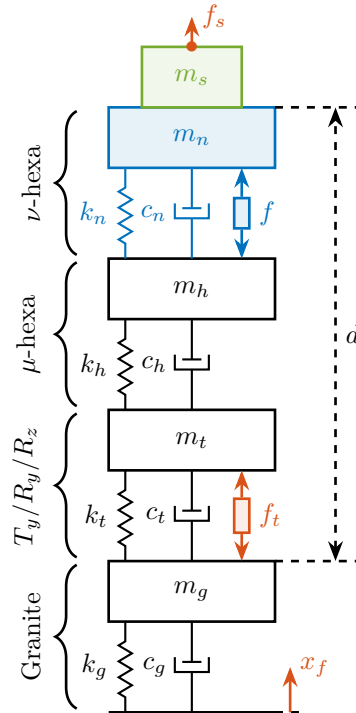 f_s
m_s
m_n
ν-hexa
k_n
c_n
f
m_h
μ-hexa
k_h
c_h
d
m_t
T_y/R_y/R_z
k_t
c_t
f_t
m_g
Granite
k_g
c_g
x_f